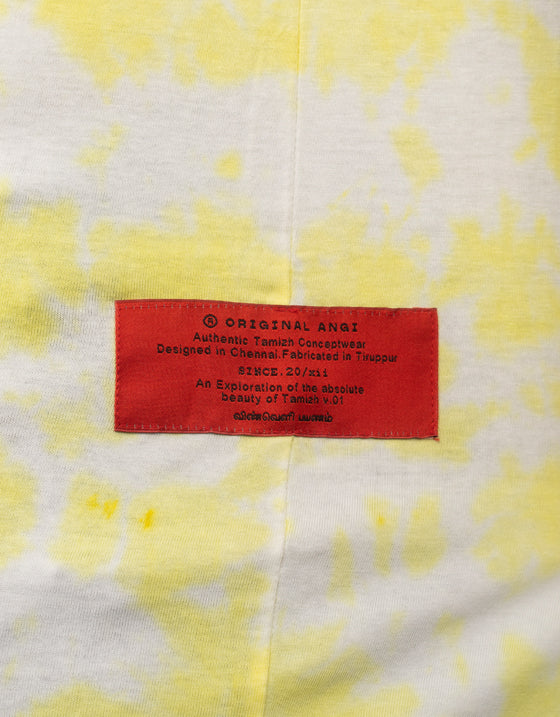 ® ORIGINAL ANGI
Authentic Tamizh Conceptwear
Designed in Chennai.Fabricated in Tiruppur
SINCE.20/xii
An Exploration of the absolute
beauty of Tamizh v.01
விண்வெளி பயணம்